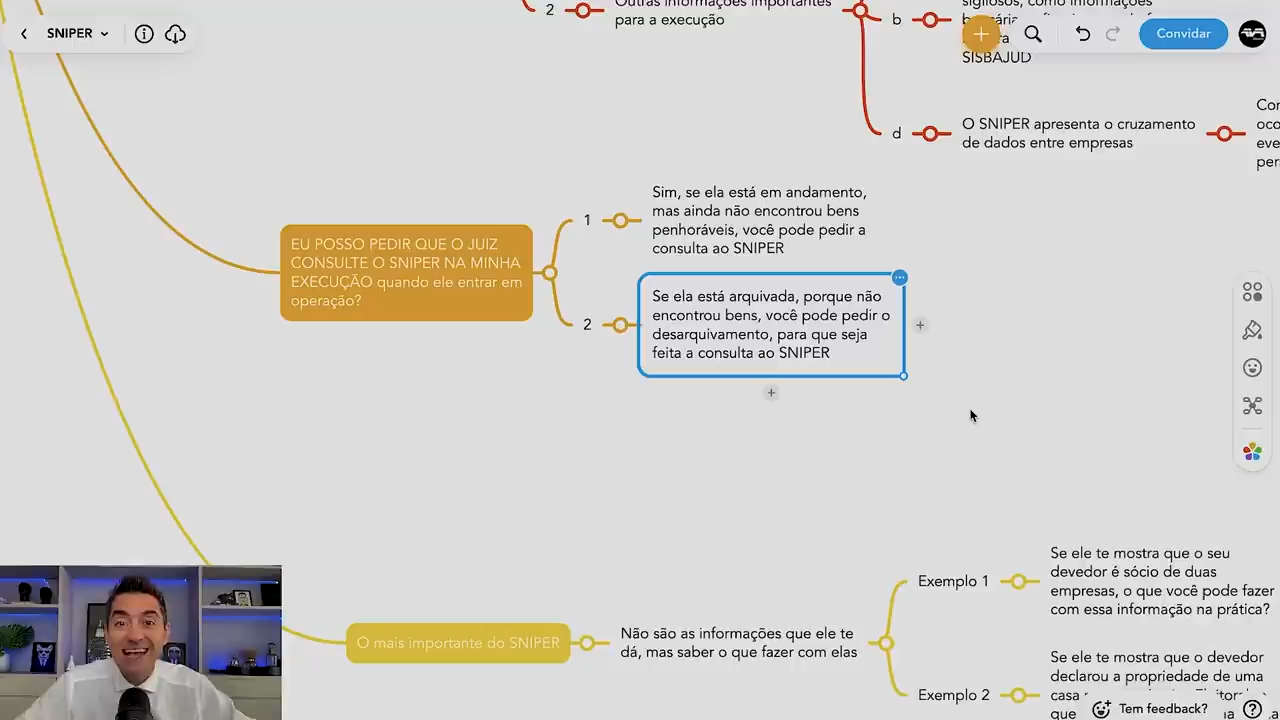 SNIPER
Convidar
2
Outras informações importantes
para a execução
b
sigilosos, como informações
SISBAJUD
d
O SNIPER apresenta o cruzamento
de dados entre empresas
EU POSSO PEDIR QUE O JUIZ
CONSULTE O SNIPER NA MINHA
EXECUÇÃO quando ele entrar em
operação?
1
Sim, se ela está em andamento,
mas ainda não encontrou bens
penhoráveis, você pode pedir a
consulta ao SNIPER
2
Se ela está arquivada, porque não
encontrou bens, você pode pedir o
desarquivamento, para que seja
feita a consulta ao SNIPER
O mais importante do SNIPER
Não são as informações que ele te
dá, mas saber o que fazer com elas
Exemplo 1
Se ele te mostra que o seu
devedor é sócio de duas
empresas, o que você pode fazer
com essa informação na prática?
Exemplo 2
Se ele te mostra que o devedor
declarou a propriedade de uma
casa
que
Tem feedback?